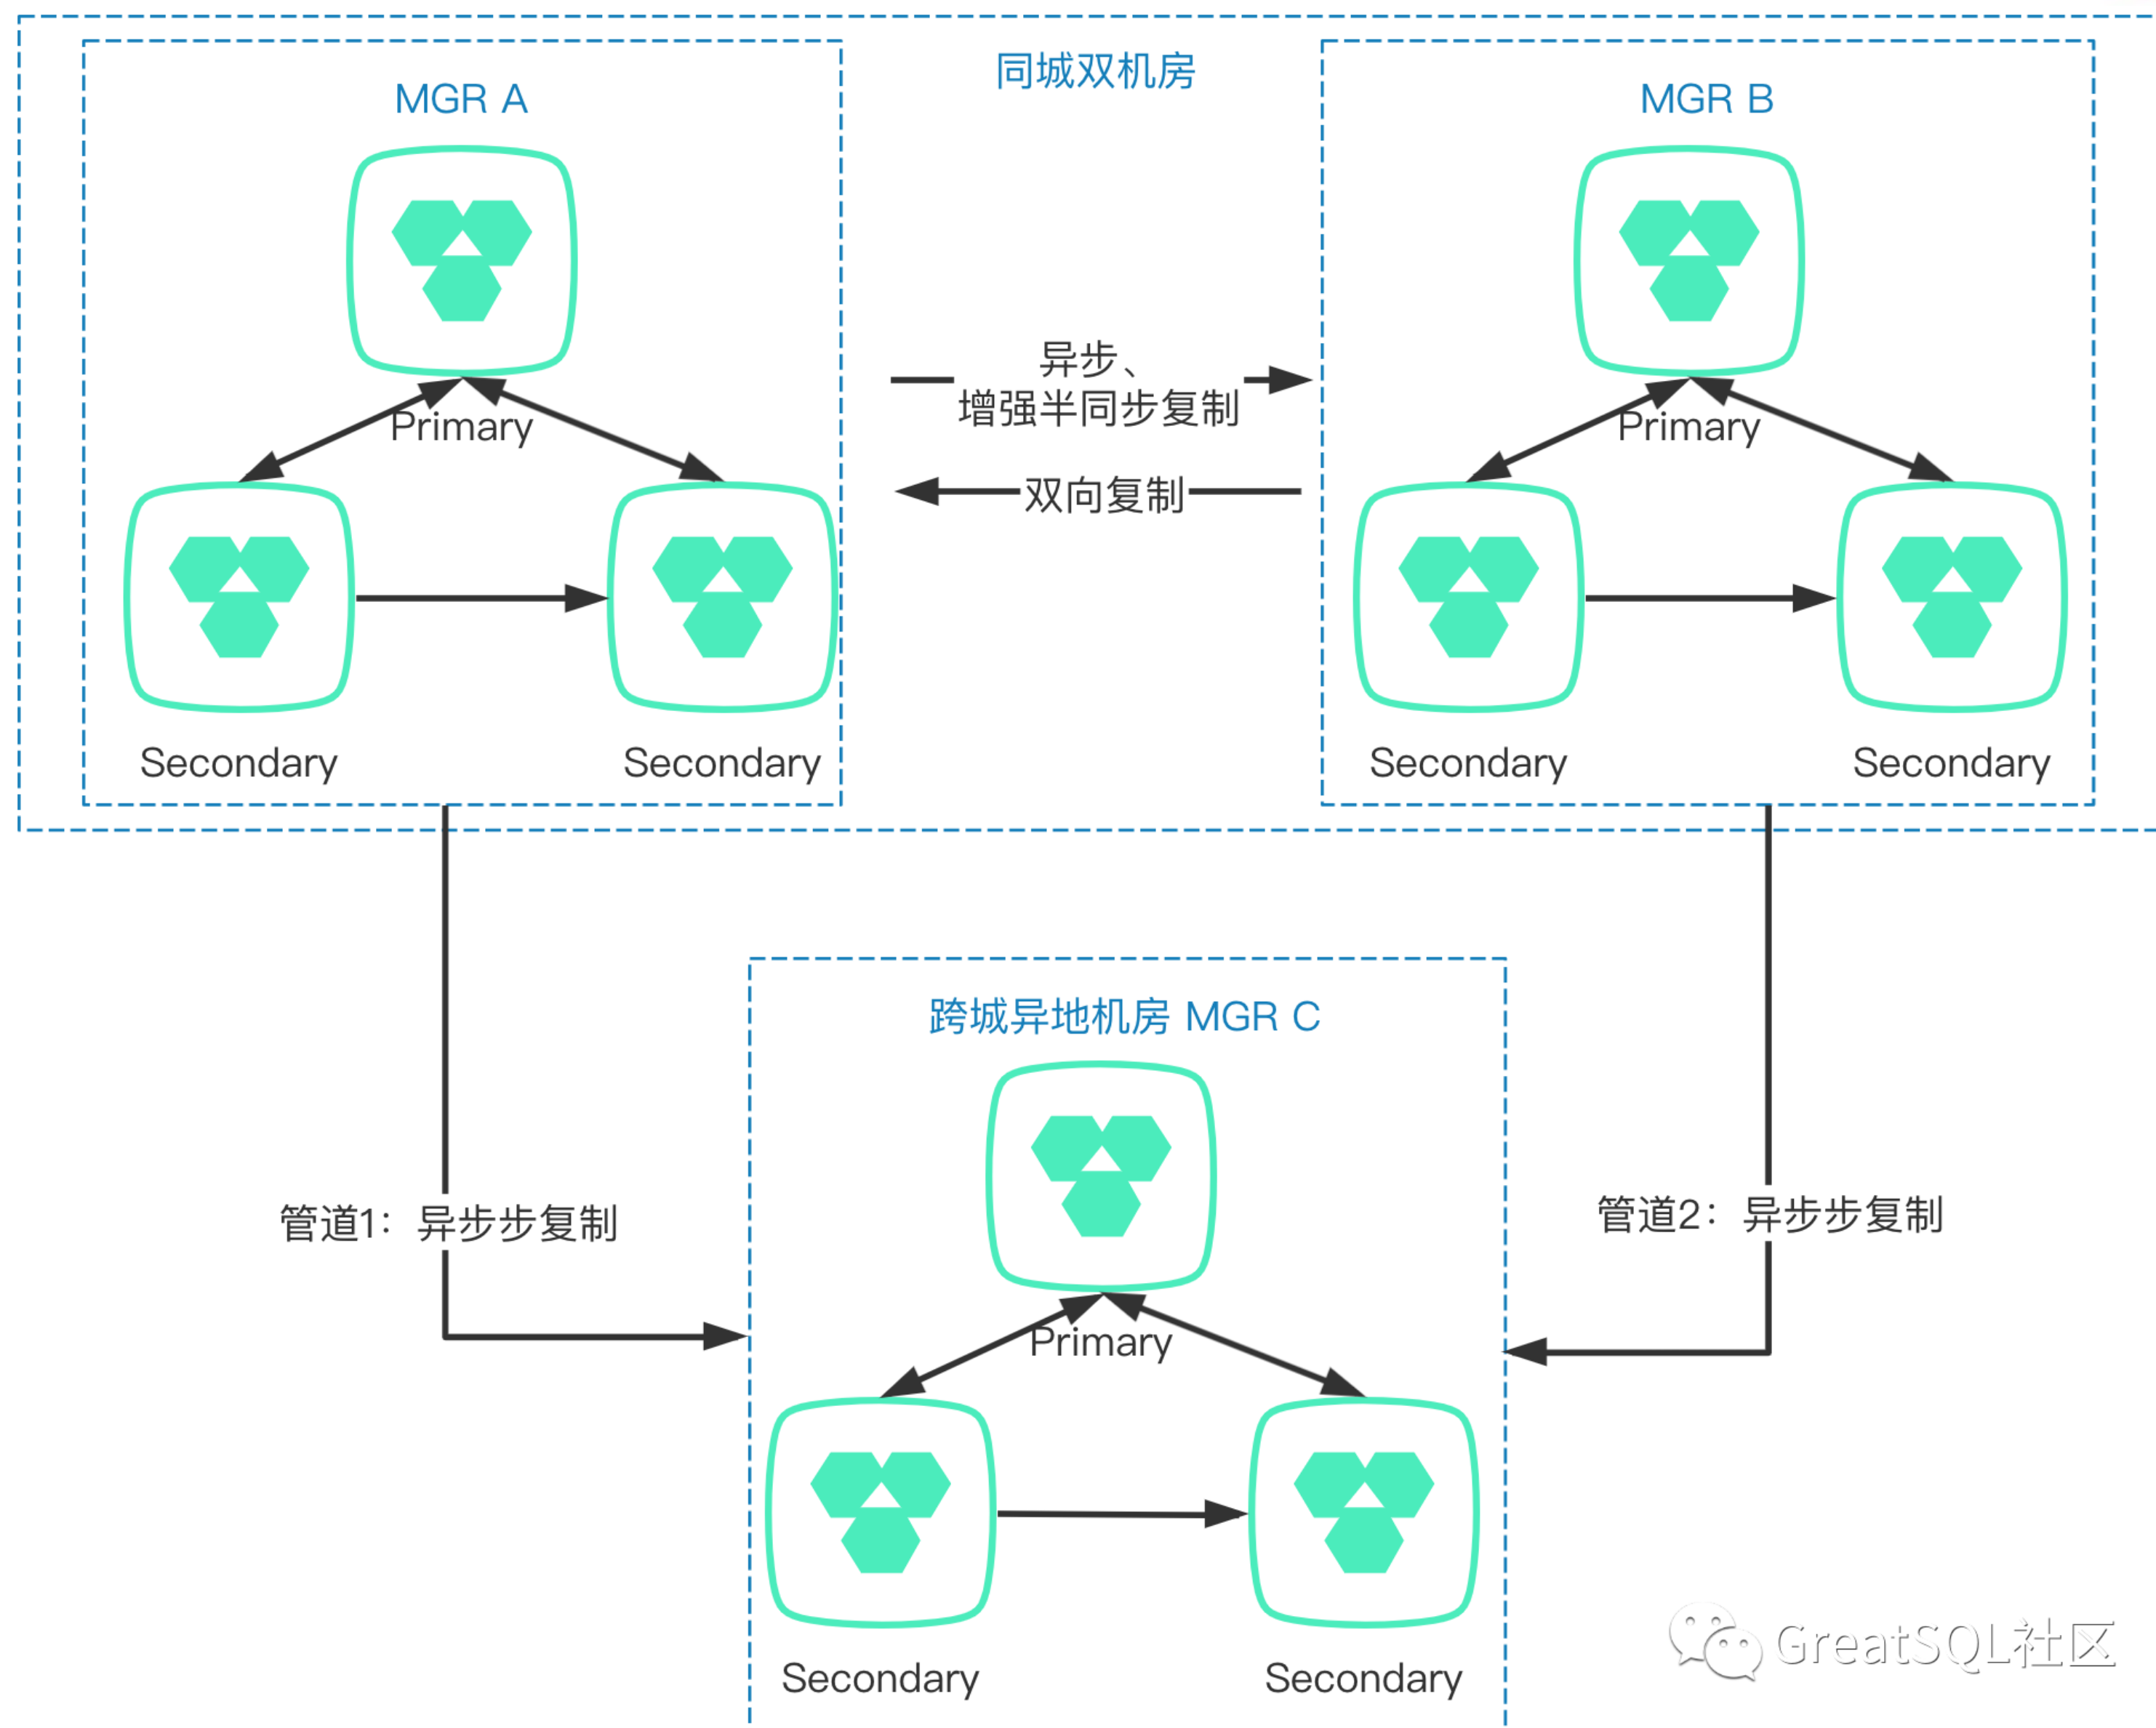 同城双机房
MGR A
MGR B
异步、
增强半同步复制
Primary
Primary
双向复制
Secondary
Secondary
Secondary
Secondary
跨城异地机房 MGR C
管道1：异步步复制
管道2：异步步复制
Primary
Secondary
Secondary
GreatSQL社区